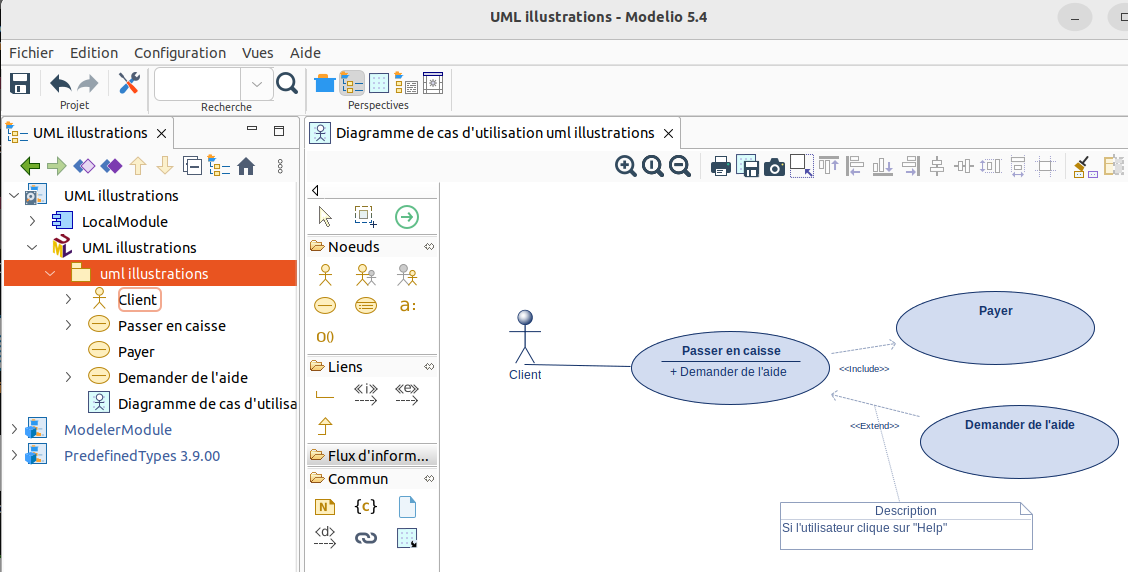 UML illustrations - Modelio 5.4
Fichier Edition Configuration Vues Aide
Projet
Recherche
Perspectives
UML illustrations
Diagramme de cas d'utilisation uml illustrations
UML illustrations
LocalModule
UML illustrations
uml illustrations
Client
Passer en caisse
Payer
Demander de l'aide
Diagramme de cas d'utilisa
ModelerModule
PredefinedTypes 3.9.00
Noeuds
a:
O()
Liens
«i»
«e»
Flux d'inform...
Commun
N
{c}
<d>
Client
Passer en caisse
+ Demander de l'aide
Payer
<<Include>>
<<Extend>>
Demander de l'aide
Description
Si l'utilisateur clique sur "Help"